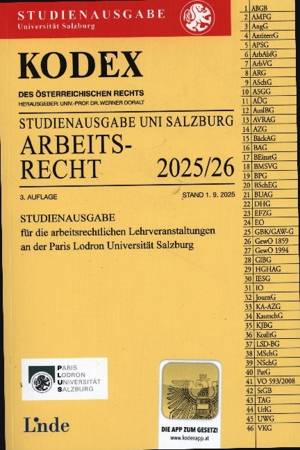 STUDIENAUSGABE
Universität Salzburg
KODEX
DES ÖSTERREICHISCHEN RECHTS
HERAUSGEBER: UNIV.-PROF. DR. WERNER DORALT
STUDIENAUSGABE UNI SALZBURG
ARBEITS-
RECHT 2025/26
3. AUFLAGE STAND 1. 9. 2025
STUDIENAUSGABE
für die arbeitsrechtlichen Lehrveranstaltungen
an der Paris Lodron Universität Salzburg
PARIS
LODRON
UNIVERSITÄT
SALZBURG
P L U S
Linde
DIE APP ZUM GESETZ!
www.kodexapp.at
1 ABGB
2 AMFG
3 AngG
4 AntiterrG
5 APSG
6 ArbAbfG
7 ArbVG
8 ARG
9 ASchG
10 ASGG
11 AÜG
12 AuslBG
13 AVRAG
14 AZG
15 BäckAG
16 BAG
17 BEinstG
18 BMSVG
19 BPG
20 BSchEG
21 BUAG
22 DHG
23 EFZG
24 EO
25 GBK/GAW-G
26 GewO 1859
27 GewO 1994
28 GlBG
29 HGHAG
30 IESG
31 IO
32 JournG
33 KA-AZG
34 KautschG
35 KJBG
36 KoalitG
37 LSD-BG
38 MSchG
39 NSchG
40 PatG
41 VO 593/2008
42 StGB
43 TAG
44 UrlG
45 UWG
46 VKG